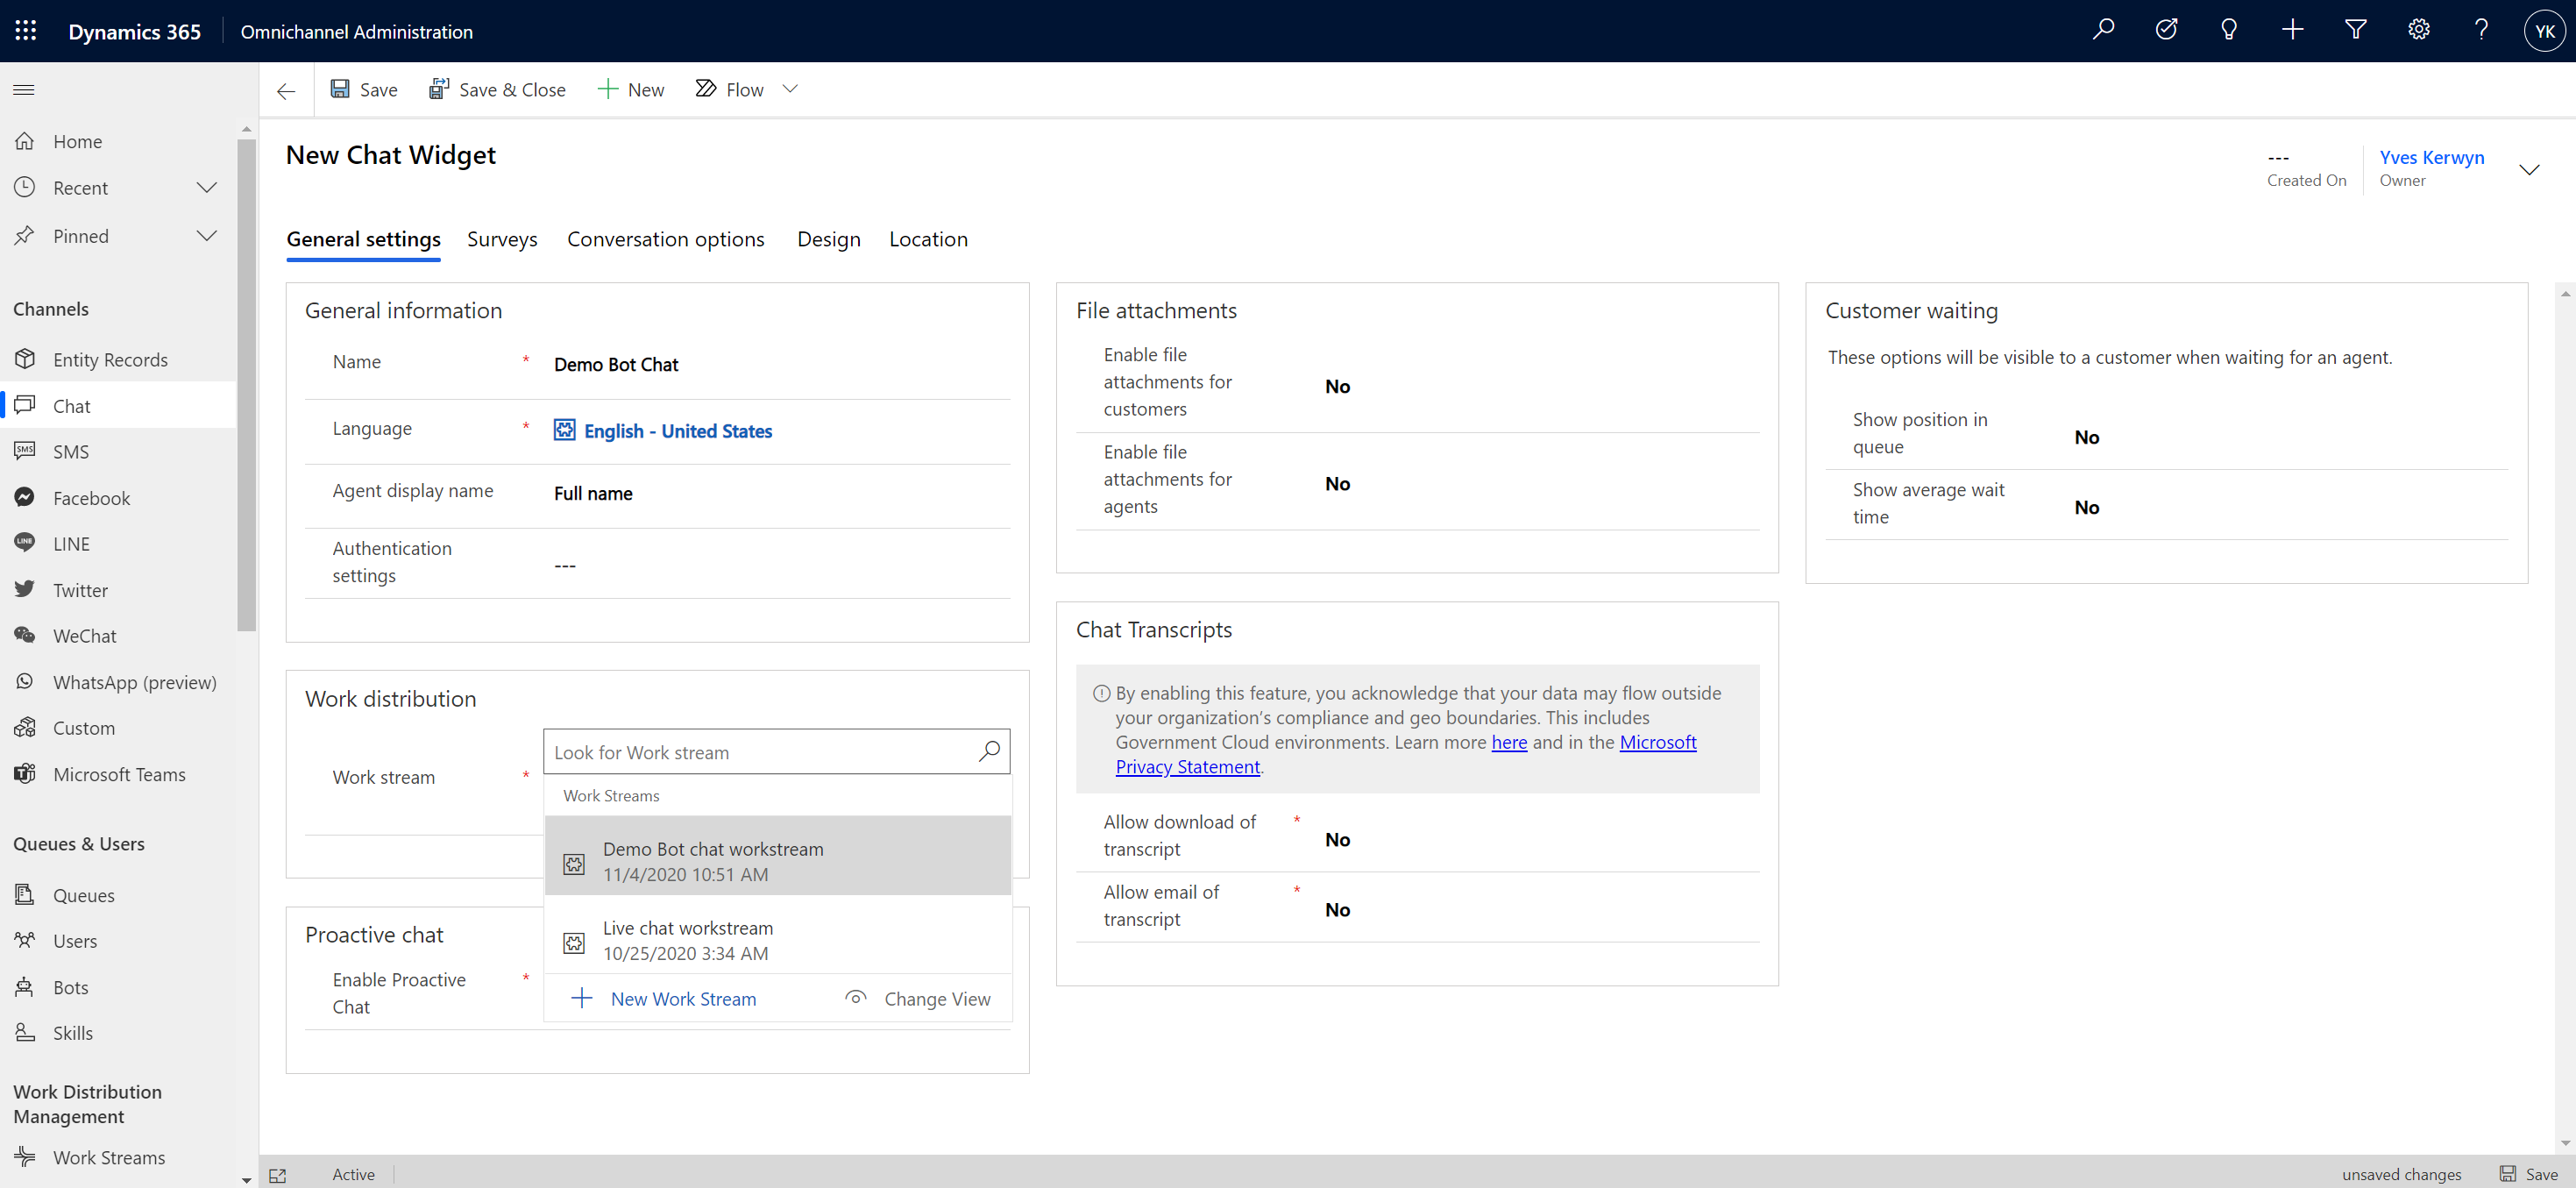 Dynamics 365
Omnichannel Administration
YK
Save
Save & Close
New
Flow
Home
Recent
Pinned
Channels
Entity Records
Chat
SMS
SMS
Facebook
LINE
LINE
Twitter
WeChat
WhatsApp (preview)
Custom
Microsoft Teams
Queues & Users
Queues
Users
Bots
Skills
Work Distribution
Management
Work Streams
New Chat Widget
---
Created On
Yves Kerwyn
Owner
General settings
Surveys
Conversation options
Design
Location
General information
Name * Demo Bot Chat
Language * English - United States
Agent display name Full name
Authentication
settings
---
Work distribution
Work stream *
Look for Work stream
Work Streams
Demo Bot chat workstream
11/4/2020 10:51 AM
Live chat workstream
10/25/2020 3:34 AM
New Work Stream
Change View
Proactive chat
Enable Proactive *
Chat
File attachments
Enable file
attachments for
customers
No
Enable file
attachments for
agents
No
Chat Transcripts
By enabling this feature, you acknowledge that your data may flow outside
your organization's compliance and geo boundaries. This includes
Government Cloud environments. Learn more here and in the Microsoft
Privacy Statement.
Allow download of *
transcript
No
Allow email of *
transcript
No
Customer waiting
These options will be visible to a customer when waiting for an agent.
Show position in
queue
No
Show average wait
time
No
Active
unsaved changes
Save